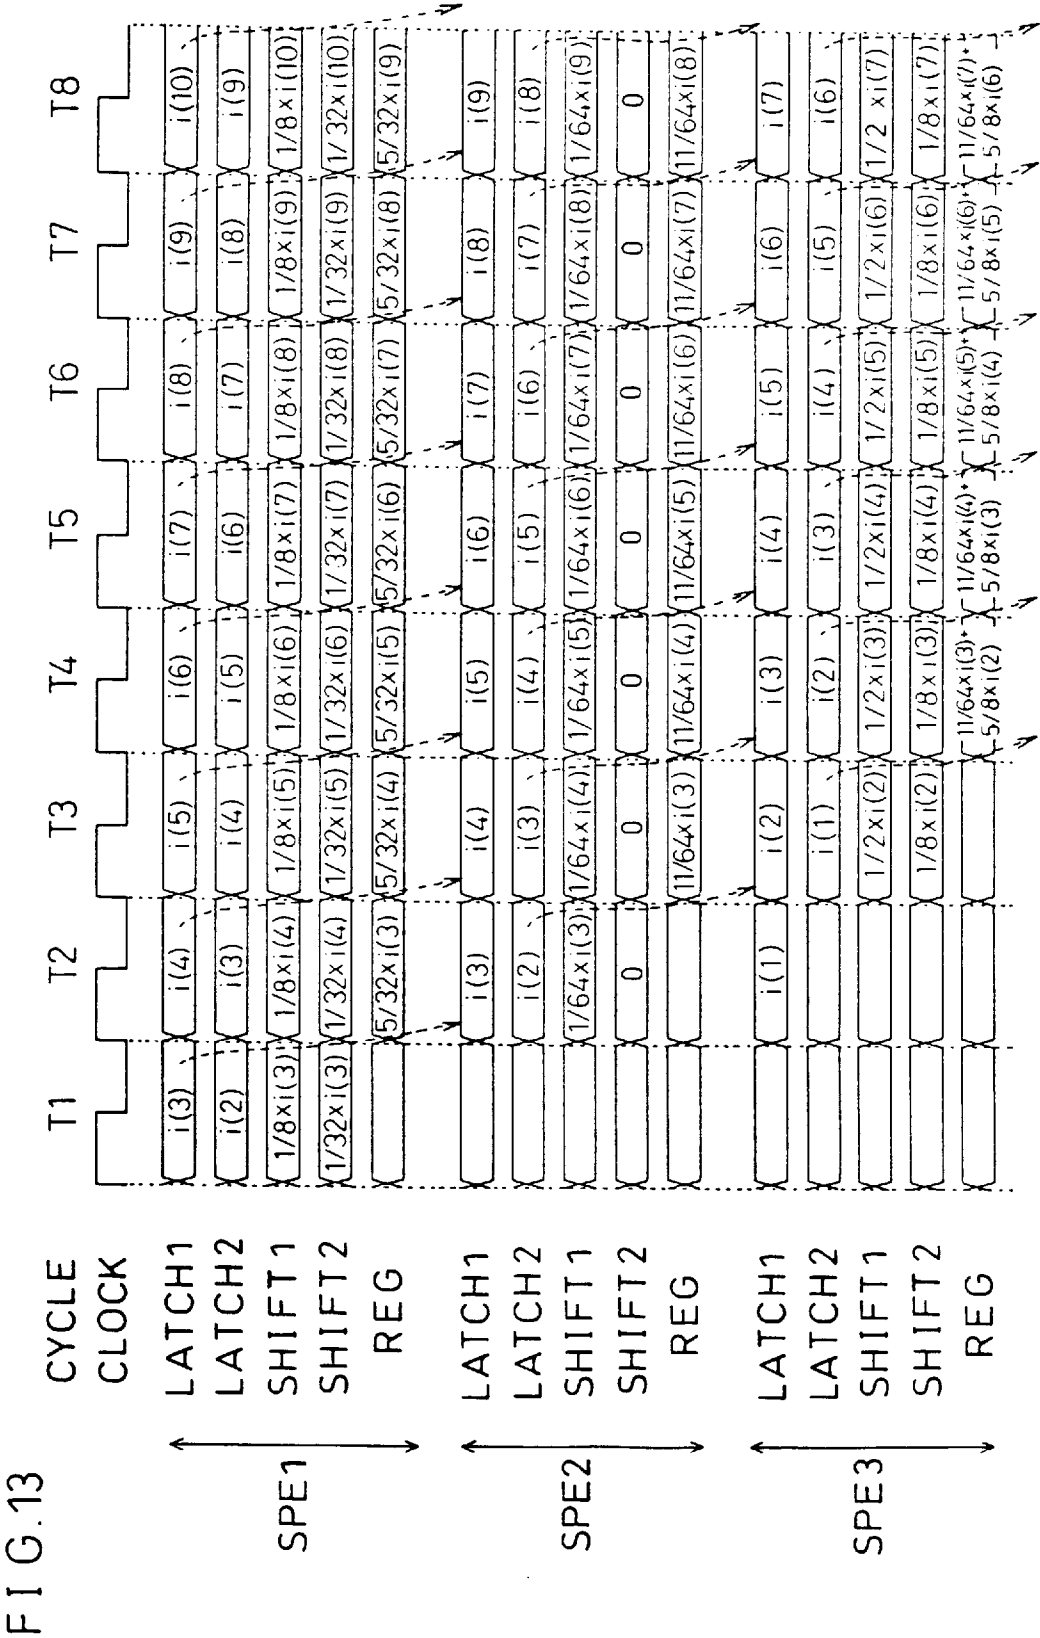 FIG.13
CYCLE T1 T2 T3 T4 T5 T6 T7 T8
CLOCK
SPE1
LATCH1 i(3) i(4) i(5) i(6) i(7) i(8) i(9) i(10)
LATCH2 i(2) i(3) i(4) i(5) i(6) i(7) i(8) i(9)
SHIFT1 1/8×i(3) 1/8×i(4) 1/8×i(5) 1/8×i(6) 1/8×i(7) 1/8×i(8) 1/8×i(9) 1/8×i(10)
SHIFT2 1/32×i(3) 1/32×i(4) 1/32×i(5) 1/32×i(6) 1/32×i(7) 1/32×i(8) 1/32×i(9) 1/32×i(10)
REG 5/32×i(3) 5/32×i(4) 5/32×i(5) 5/32×i(6) 5/32×i(7) 5/32×i(8) 5/32×i(9)
SPE2
LATCH1 i(3) i(4) i(5) i(6) i(7) i(8) i(9)
LATCH2 i(2) i(3) i(4) i(5) i(6) i(7) i(8)
SHIFT1 1/64×i(3) 1/64×i(4) 1/64×i(5) 1/64×i(6) 1/64×i(7) 1/64×i(8) 1/64×i(9)
SHIFT2 0 0 0 0 0 0 0
REG 11/64×i(3) 11/64×i(4) 11/64×i(5) 11/64×i(6) 11/64×i(7) 11/64×i(8)
SPE3
LATCH1 i(1) i(2) i(3) i(4) i(5) i(6) i(7)
LATCH2 i(1) i(2) i(3) i(4) i(5) i(6)
SHIFT1 1/2×i(2) 1/2×i(3) 1/2×i(4) 1/2×i(5) 1/2×i(6) 1/2 ×i(7)
SHIFT2 1/8×i(2) 1/8×i(3) 1/8×i(4) 1/8×i(5) 1/8×i(6) 1/8×i(7)
REG 11/64×i(3)+ 11/64×i(4)+ 11/64×i(5)+ 11/64×i(6)+ 11/64×i(7)+
5/8×i(2) 5/8×i(3) 5/8×i(4) 5/8×i(5) 5/8×i(6)